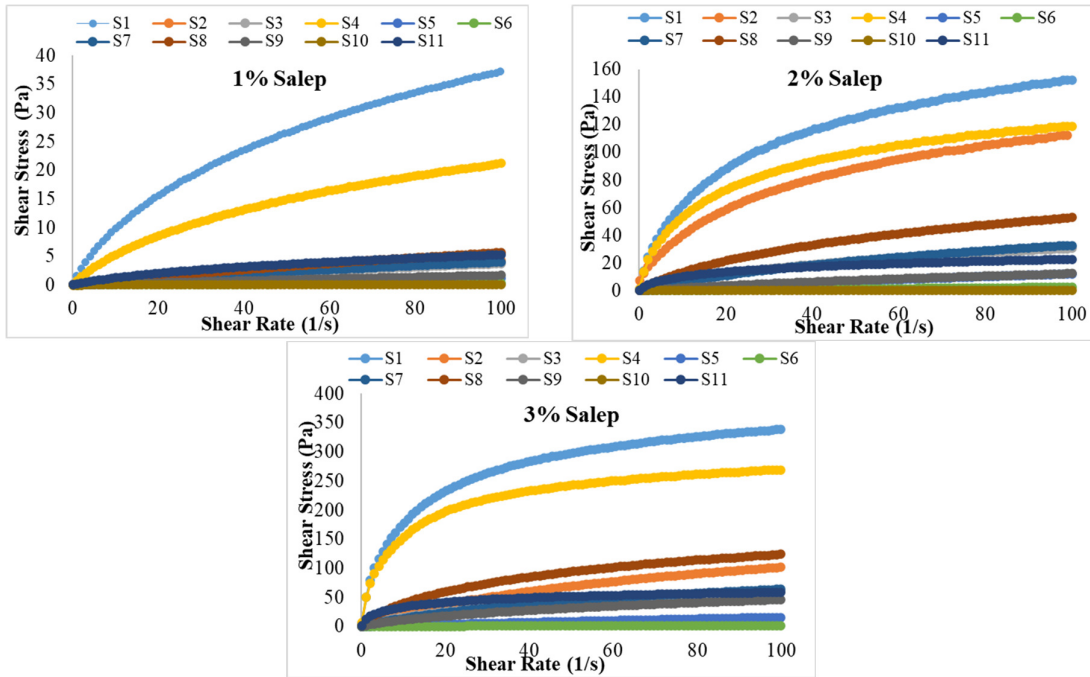 S1 S2 S3 S4 S5 S6
S7 S8 S9 S10 S11
1% Salep
Shear Stress (Pa)
40
35
30
25
20
15
10
5
0
0 20 40 60 80 100
Shear Rate (1/s)
S1 S2 S3 S4 S5 S6
S7 S8 S9 S10 S11
2% Salep
Shear Stress (Pa)
160
140
120
100
80
60
40
20
0
0 20 40 60 80 100
Shear Rate (1/s)
S1 S2 S3 S4 S5 S6
S7 S8 S9 S10 S11
3% Salep
Shear Stress (Pa)
400
350
300
250
200
150
100
50
0
0 20 40 60 80 100
Shear Rate (1/s)